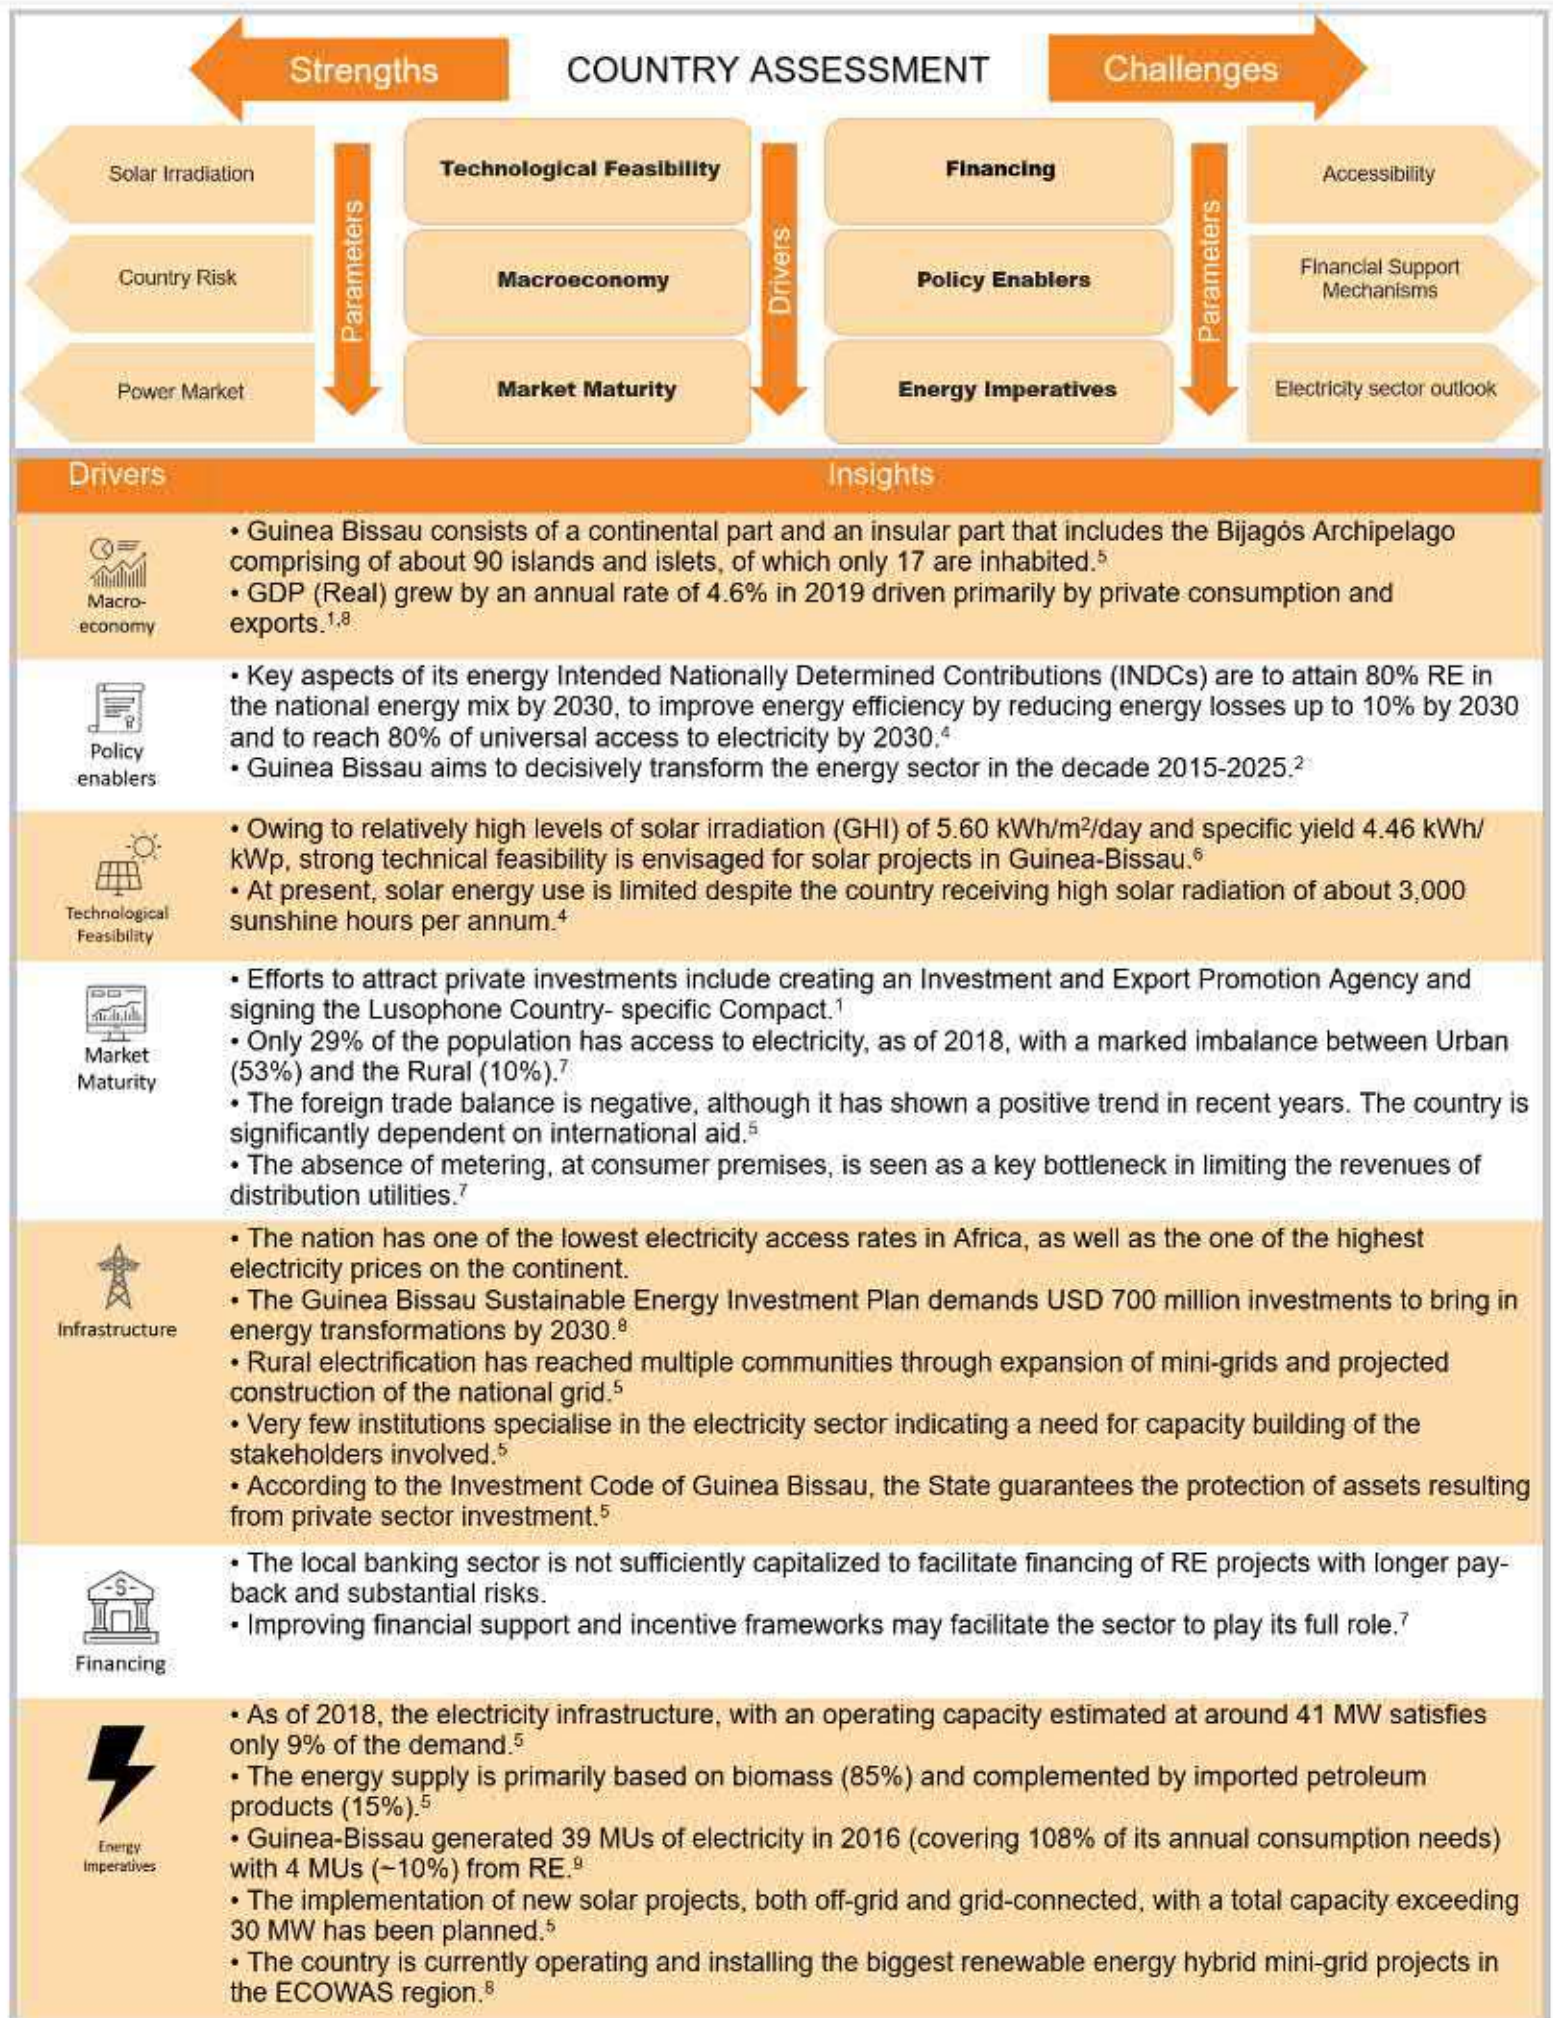 Strengths
COUNTRY ASSESSMENT
Challenges
Solar Irradiation
Parameters
Technological Feasibility
Drivers
Financing
Parameters
Accessibility
Country Risk
Macroeconomy
Policy Enablers
Financial Support
Mechanisms
Power Market
Market Maturity
Energy Imperatives
Electricity sector outlook
Drivers
Insights
Macro-
economy
• Guinea Bissau consists of a continental part and an insular part that includes the Bijagós Archipelago
comprising of about 90 islands and islets, of which only 17 are inhabited.⁵
• GDP (Real) grew by an annual rate of 4.6% in 2019 driven primarily by private consumption and
exports.¹,⁸
Policy
enablers
• Key aspects of its energy Intended Nationally Determined Contributions (INDCs) are to attain 80% RE in
the national energy mix by 2030, to improve energy efficiency by reducing energy losses up to 10% by 2030
and to reach 80% of universal access to electricity by 2030.⁴
• Guinea Bissau aims to decisively transform the energy sector in the decade 2015-2025.²
Technological
Feasibility
• Owing to relatively high levels of solar irradiation (GHI) of 5.60 kWh/m²/day and specific yield 4.46 kWh/
kWp, strong technical feasibility is envisaged for solar projects in Guinea-Bissau.⁶
• At present, solar energy use is limited despite the country receiving high solar radiation of about 3,000
sunshine hours per annum.⁴
Market
Maturity
• Efforts to attract private investments include creating an Investment and Export Promotion Agency and
signing the Lusophone Country- specific Compact.¹
• Only 29% of the population has access to electricity, as of 2018, with a marked imbalance between Urban
(53%) and the Rural (10%).⁷
• The foreign trade balance is negative, although it has shown a positive trend in recent years. The country is
significantly dependent on international aid.⁵
• The absence of metering, at consumer premises, is seen as a key bottleneck in limiting the revenues of
distribution utilities.⁷
Infrastructure
• The nation has one of the lowest electricity access rates in Africa, as well as the one of the highest
electricity prices on the continent.
• The Guinea Bissau Sustainable Energy Investment Plan demands USD 700 million investments to bring in
energy transformations by 2030.⁸
• Rural electrification has reached multiple communities through expansion of mini-grids and projected
construction of the national grid.⁵
• Very few institutions specialise in the electricity sector indicating a need for capacity building of the
stakeholders involved.⁵
• According to the Investment Code of Guinea Bissau, the State guarantees the protection of assets resulting
from private sector investment.⁵
-$-
Financing
• The local banking sector is not sufficiently capitalized to facilitate financing of RE projects with longer pay-
back and substantial risks.
• Improving financial support and incentive frameworks may facilitate the sector to play its full role.⁷
Energy
Imperatives
• As of 2018, the electricity infrastructure, with an operating capacity estimated at around 41 MW satisfies
only 9% of the demand.⁵
• The energy supply is primarily based on biomass (85%) and complemented by imported petroleum
products (15%).⁵
• Guinea-Bissau generated 39 MUs of electricity in 2016 (covering 108% of its annual consumption needs)
with 4 MUs (~10%) from RE.⁹
• The implementation of new solar projects, both off-grid and grid-connected, with a total capacity exceeding
30 MW has been planned.⁵
• The country is currently operating and installing the biggest renewable energy hybrid mini-grid projects in
the ECOWAS region.⁸